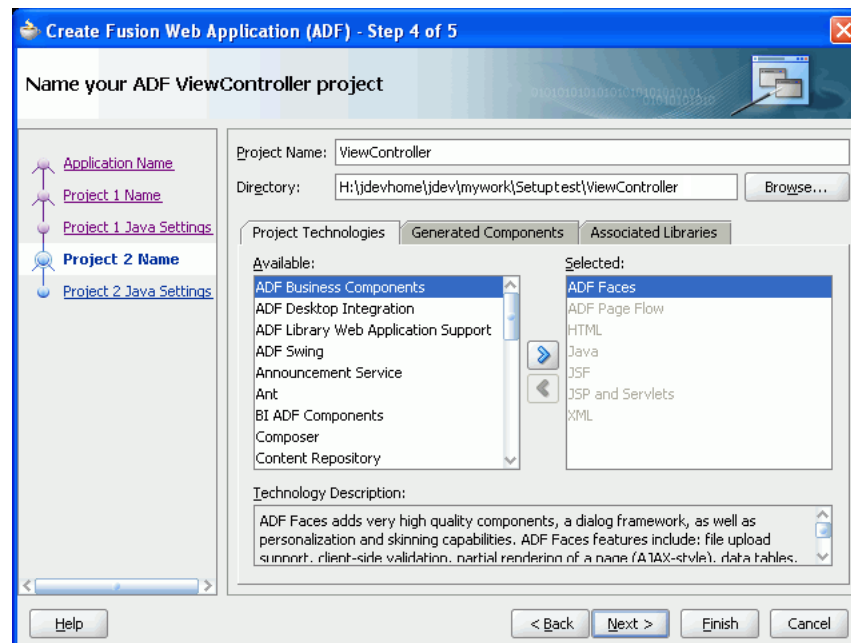 Create Fusion Web Application (ADF) - Step 4 of 5
Name your ADF ViewController project
Application Name
Project 1 Name
Project 1 Java Settings
Project 2 Name
Project 2 Java Settings
Project Name: ViewController
Directory: H:\jdevhome\jdev\mywork\Setuptest\ViewController Browse...
Project Technologies Generated Components Associated Libraries
Available:
ADF Business Components
ADF Desktop Integration
ADF Library Web Application Support
ADF Swing
Announcement Service
Ant
BI ADF Components
Composer
Content Repository
Selected:
ADF Faces
ADF Page Flow
HTML
Java
JSF
JSP and Servlets
XML
Technology Description:
ADF Faces adds very high quality components, a dialog framework, as well as
personalization and skinning capabilities. ADF Faces features include: file upload
support, client-side validation, partial rendering of a page (AJAX-style), data tables,
Help < Back Next > Finish Cancel